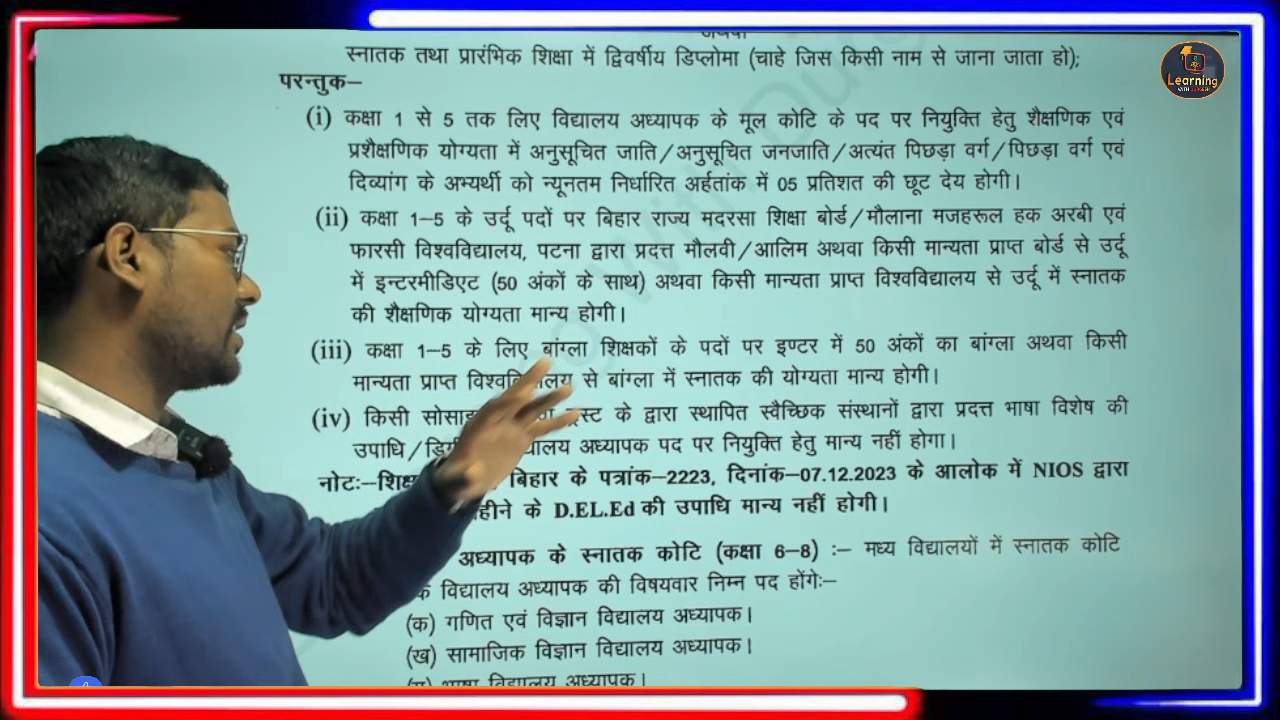 अथवा
स्नातक तथा प्रारंभिक शिक्षा में द्विवर्षीय डिप्लोमा (चाहे जिस किसी नाम से जाना जाता हो);
परन्तुक–
(i) कक्षा 1 से 5 तक लिए विद्यालय अध्यापक के मूल कोटि के पद पर नियुक्ति हेतु शैक्षणिक एवं
प्रशैक्षणिक योग्यता में अनुसूचित जाति/अनुसूचित जनजाति/अत्यंत पिछड़ा वर्ग/पिछड़ा वर्ग एवं
दिव्यांग के अभ्यर्थी को न्यूनतम निर्धारित अर्हतांक में 05 प्रतिशत की छूट देय होगी।
(ii) कक्षा 1–5 के उर्दू पदों पर बिहार राज्य मदरसा शिक्षा बोर्ड/मौलाना मजहरूल हक अरबी एवं
फारसी विश्वविद्यालय, पटना द्वारा प्रदत्त मौलवी/आलिम अथवा किसी मान्यता प्राप्त बोर्ड से उर्दू
में इन्टरमीडिएट (50 अंकों के साथ) अथवा किसी मान्यता प्राप्त विश्वविद्यालय से उर्दू में स्नातक
की शैक्षणिक योग्यता मान्य होगी।
(iii) कक्षा 1–5 के लिए बांग्ला शिक्षकों के पदों पर इण्टर में 50 अंकों का बांग्ला अथवा किसी
मान्यता प्राप्त से बांग्ला में स्नातक की योग्यता मान्य होगी।
(iv) किसी ट्रस्ट के द्वारा स्थापित स्वैच्छिक संस्थानों द्वारा प्रदत्त भाषा विशेष की
उपाधि/ अध्यापक पद पर नियुक्ति हेतु मान्य नहीं होगा।
नोटः– बिहार के पत्रांक–2223, दिनांक–07.12.2023 के आलोक में NIOS द्वारा
के D.EL.Ed की उपाधि मान्य नहीं होगी।
अध्यापक के स्नातक कोटि (कक्षा 6–8) :– मध्य विद्यालयों में स्नातक कोटि
विद्यालय अध्यापक की विषयवार निम्न पद होंगेः–
(क) गणित एवं विज्ञान विद्यालय अध्यापक।
(ख) सामाजिक विज्ञान विद्यालय अध्यापक।
(ग) भाषा विद्यालय अध्यापक।
Learning